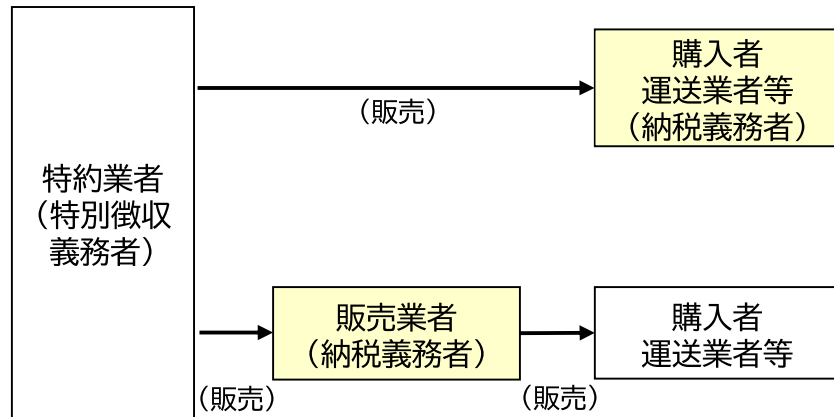 特約業者
（特別徴収
義務者）
（販売）
購入者
運送業者等
（納税義務者）
（販売）
販売業者
（納税義務者）
（販売）
購入者
運送業者等